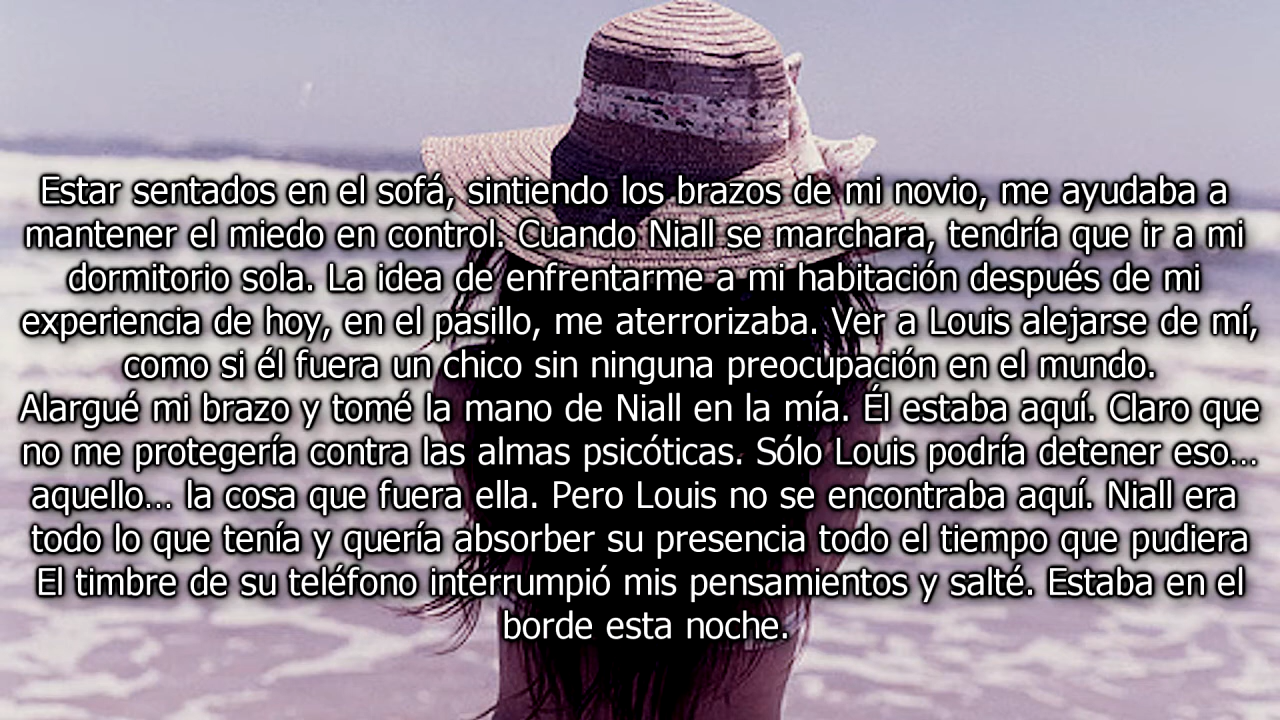 Estar sentados en el sofá, sintiendo los brazos de mi novio, me ayudaba a
mantener el miedo en control. Cuando Niall se marchara, tendría que ir a mi
dormitorio sola. La idea de enfrentarme a mi habitación después de mi
experiencia de hoy, en el pasillo, me aterrorizaba. Ver a Louis alejarse de mí,
como si él fuera un chico sin ninguna preocupación en el mundo.
Alargué mi brazo y tomé la mano de Niall en la mía. Él estaba aquí. Claro que
no me protegería contra las almas psicóticas. Sólo Louis podría detener eso...
aquello... la cosa que fuera ella. Pero Louis no se encontraba aquí. Niall era
todo lo que tenía y quería absorber su presencia todo el tiempo que pudiera
El timbre de su teléfono interrumpió mis pensamientos y salté. Estaba en el
borde esta noche.